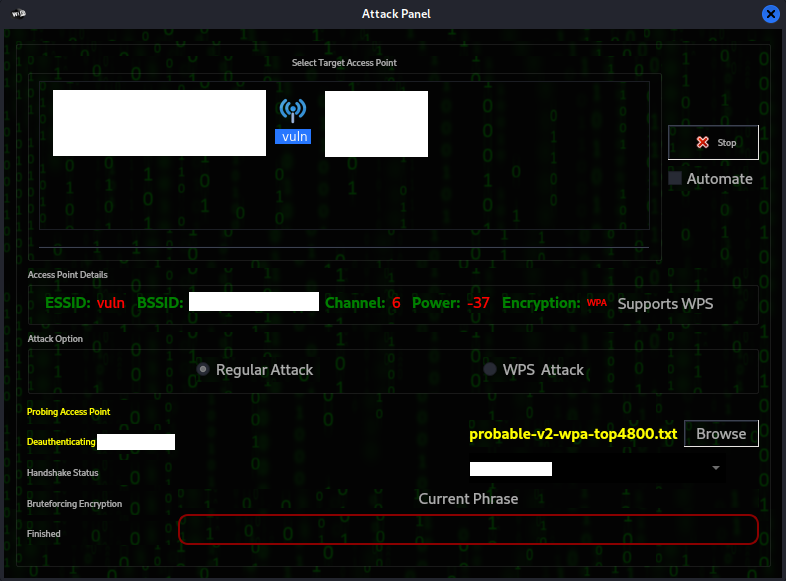 Attack Panel
Select Target Access Point
vuln
Stop
Automate
Access Point Details
ESSID: vuln BSSID: Channel: 6 Power: -37 Encryption: WPA Supports WPS
Attack Option
Regular Attack WPS Attack
Probing Access Point
Deauthenticating
probable-v2-wpa-top4800.txt Browse
Handshake Status
Current Phrase
Bruteforcing Encryption
Finished